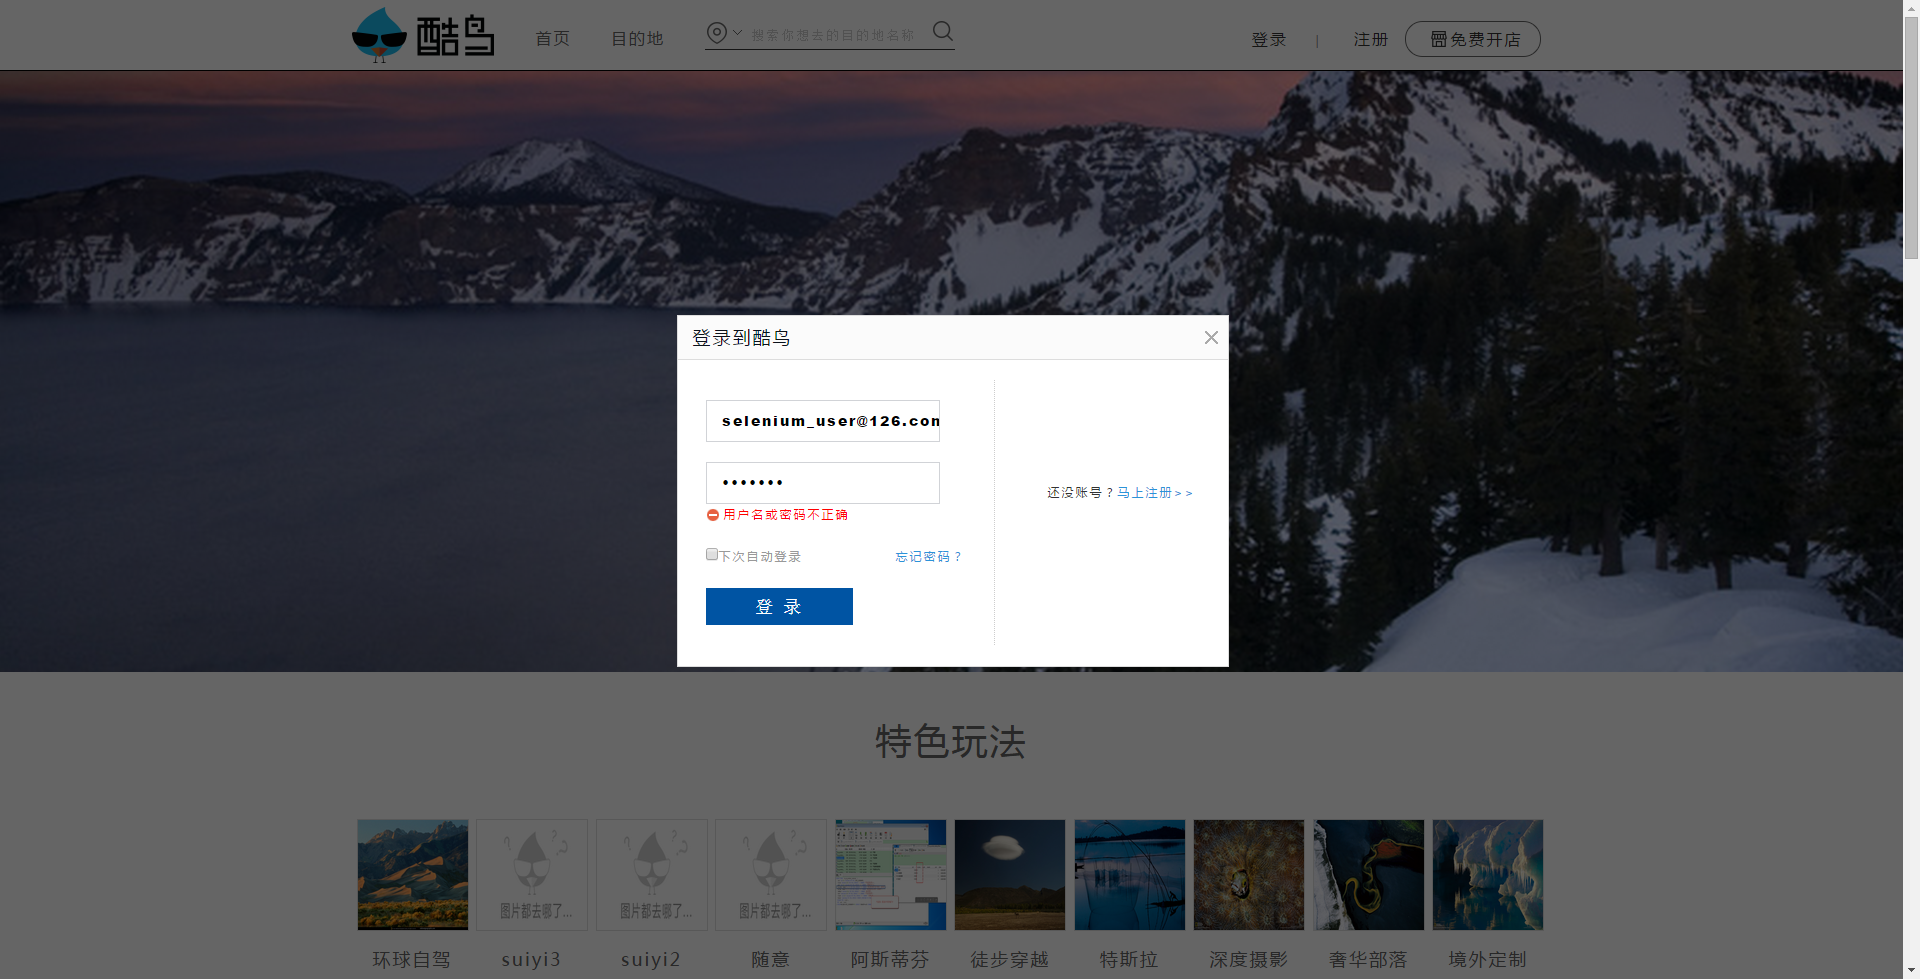 酷鸟
首页
目的地
搜索你想去的目的地名称
登录
|
注册
免费开店
登录到酷鸟
selenium_user@126.com
•••••••
用户名或密码不正确
下次自动登录
忘记密码？
登 录
还没账号？马上注册>>
特色玩法
图片都去哪了...
图片都去哪了...
图片都去哪了...
环球自驾
suiyi3
suiyi2
随意
阿斯蒂芬
徒步穿越
特斯拉
深度摄影
奢华部落
境外定制